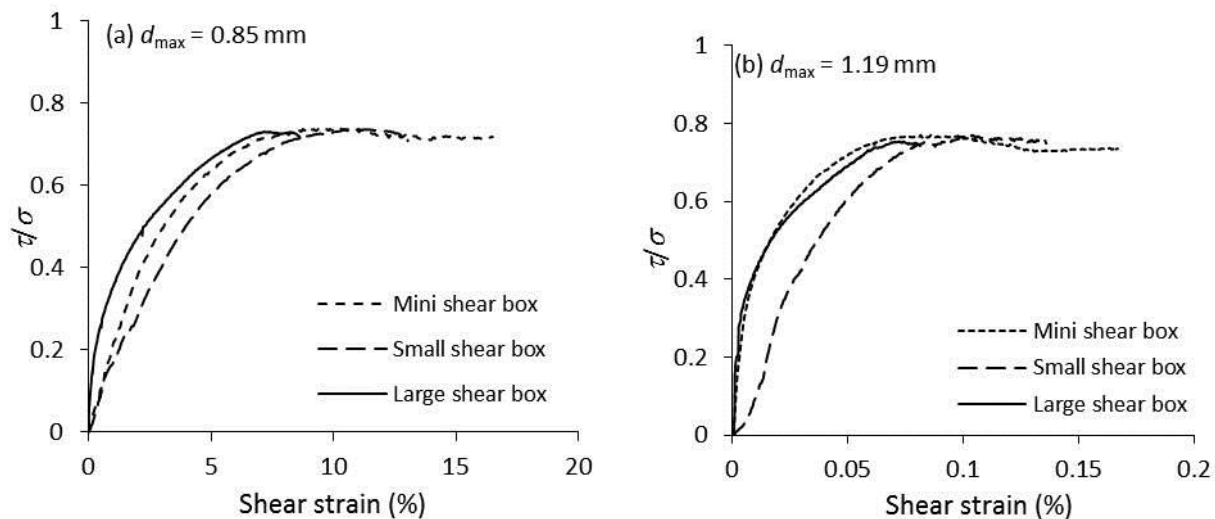 (a) dmax = 0.85 mm
1
0.8
0.6
0.4
0.2
0
τ/σ
Mini shear box
Small shear box
Large shear box
0 5 10 15 20
Shear strain (%)
(b) dmax = 1.19 mm
1
0.8
0.6
0.4
0.2
0
τ/σ
Mini shear box
Small shear box
Large shear box
0 0.05 0.1 0.15 0.2
Shear strain (%)